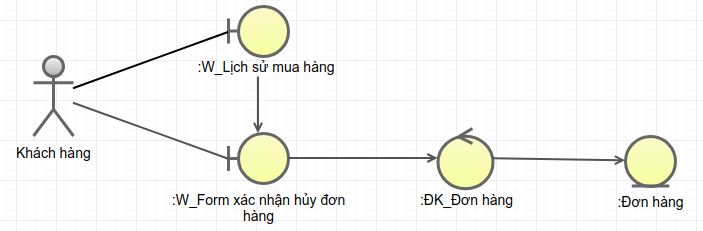 :W_Lịch sử mua hàng
Khách hàng
:W_Form xác nhận hủy đơn
hàng
:ĐK_Đơn hàng
:Đơn hàng